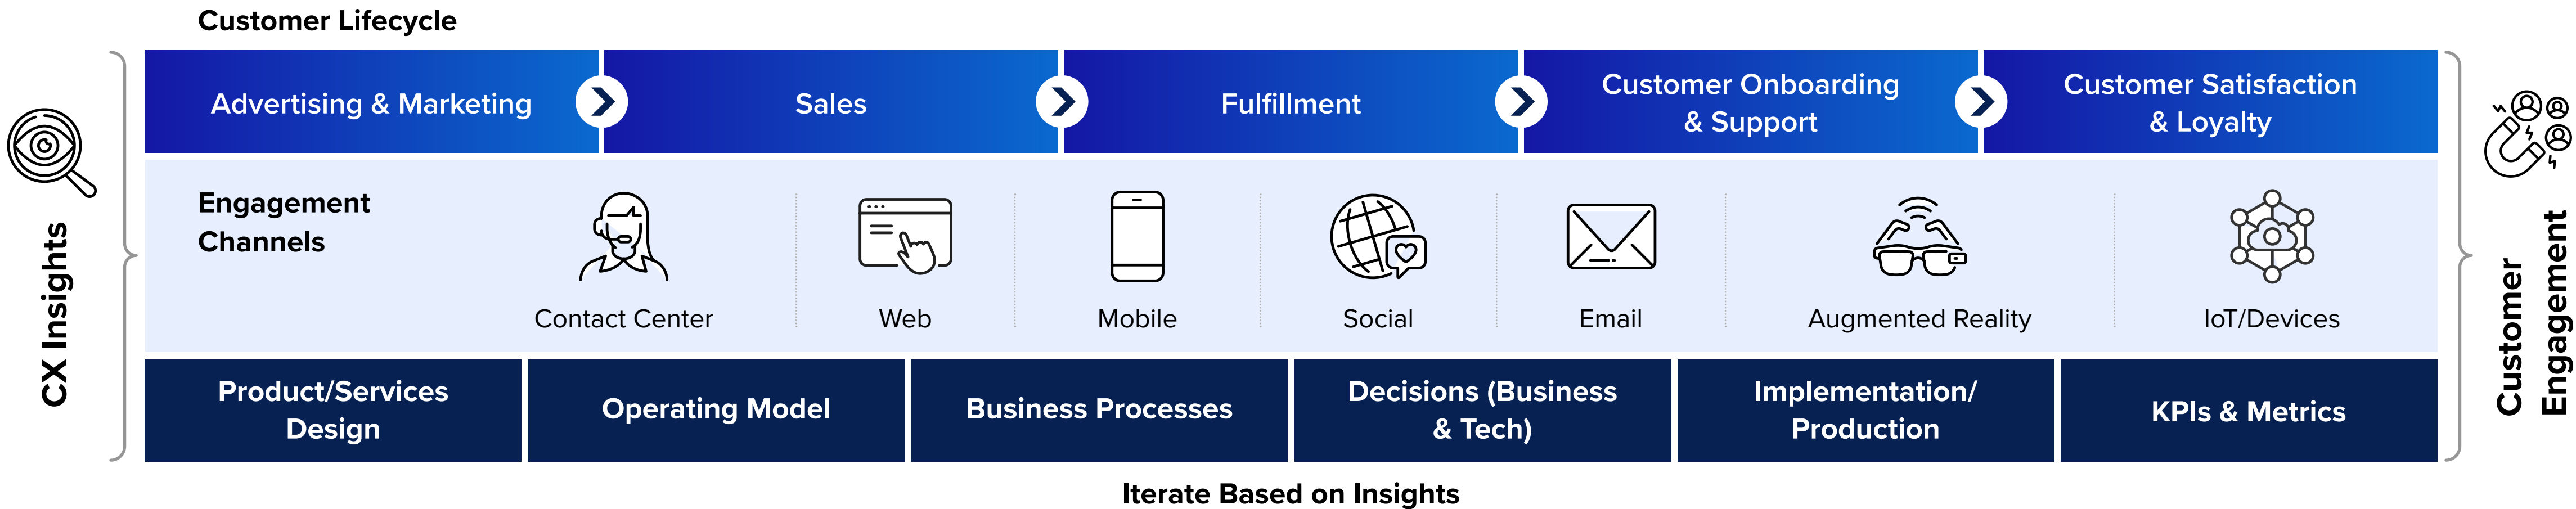 Customer Lifecycle
Advertising & Marketing
Sales
Fulfillment
Customer Onboarding
& Support
Customer Satisfaction
& Loyalty
CX Insights
Engagement
Channels
Contact Center
Web
Mobile
Social
Email
Augmented Reality
IoT/Devices
Customer
Engagement
Product/Services
Design
Operating Model
Business Processes
Decisions (Business
& Tech)
Implementation/
Production
KPIs & Metrics
Iterate Based on Insights